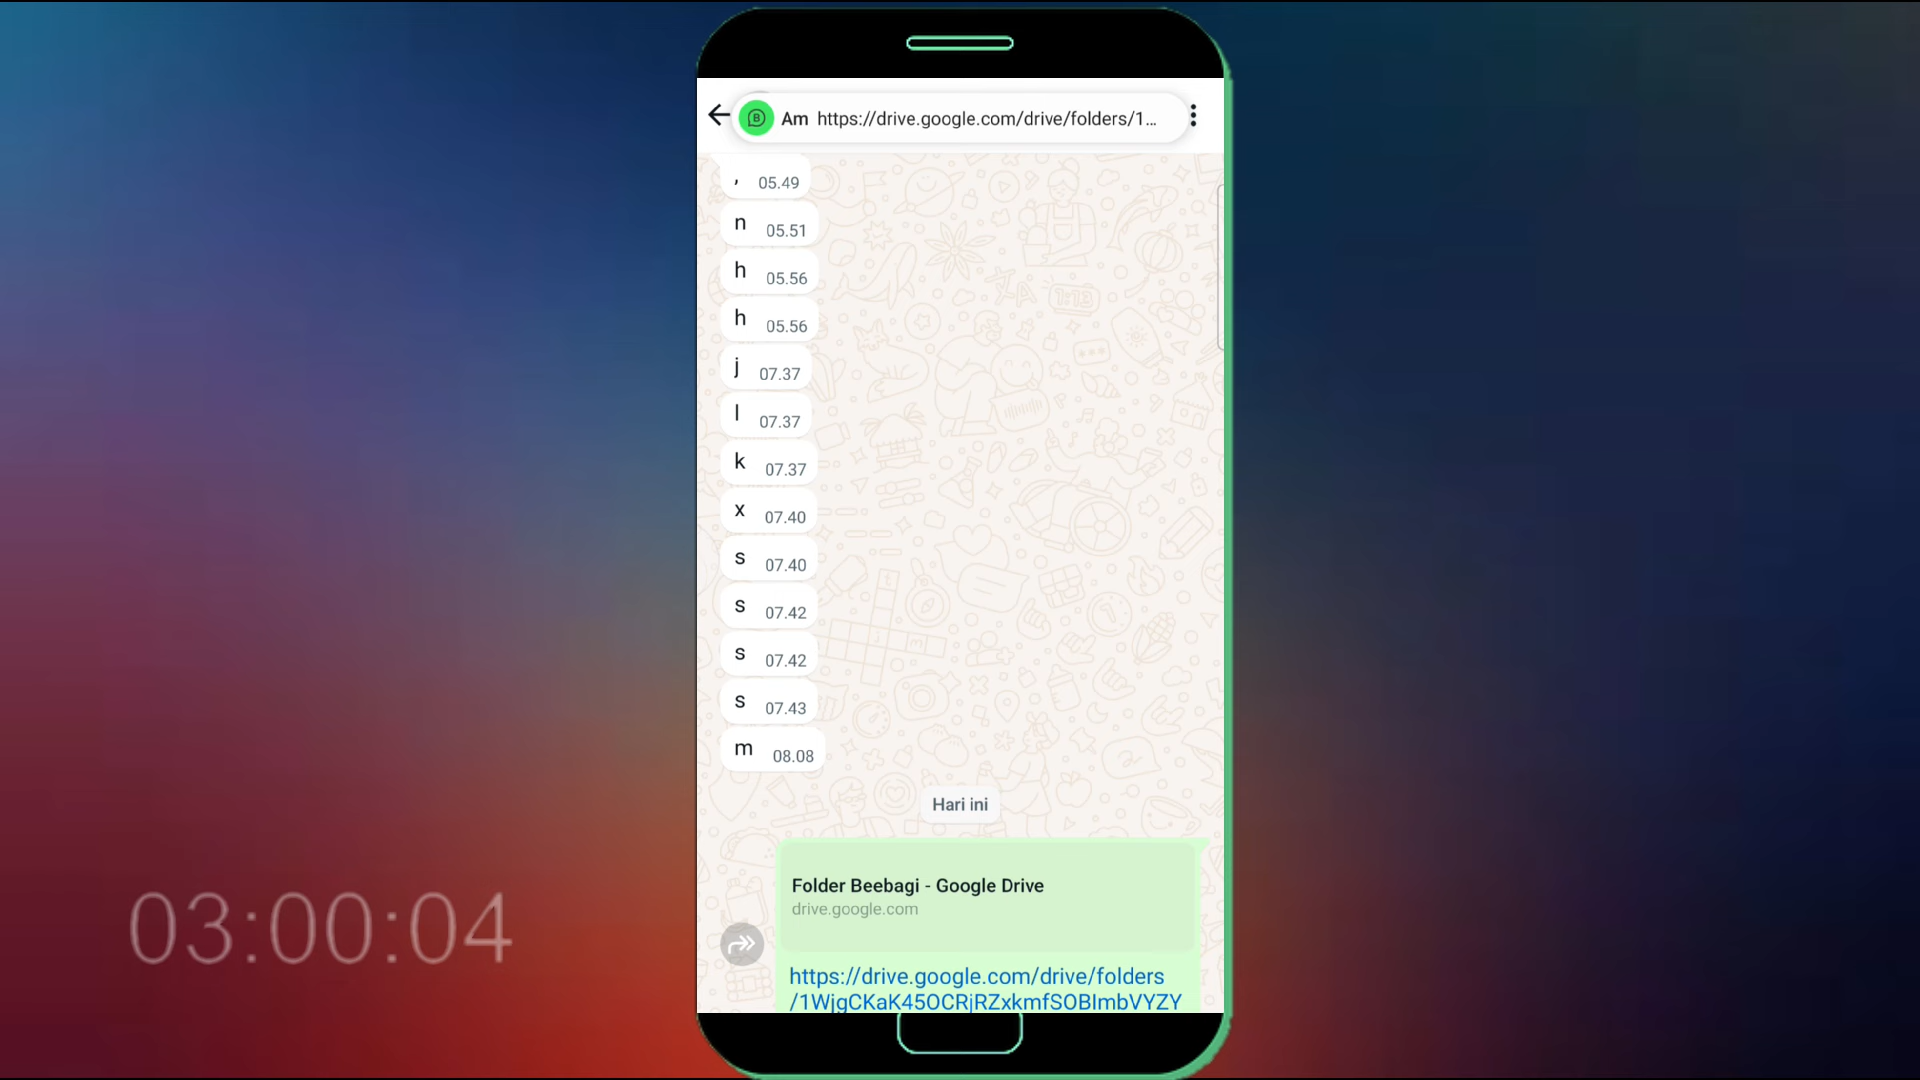 Am https://drive.google.com/drive/folders/1...
, 05.49
n 05.51
h 05.56
h 05.56
j 07.37
l 07.37
k 07.37
x 07.40
s 07.40
s 07.42
s 07.42
s 07.43
m 08.08
Hari ini
Folder Beebagi - Google Drive
drive.google.com
https://drive.google.com/drive/folders
/1WjgCKaK45OCRjRZxkmfSOBImbVYZY
03:00:04